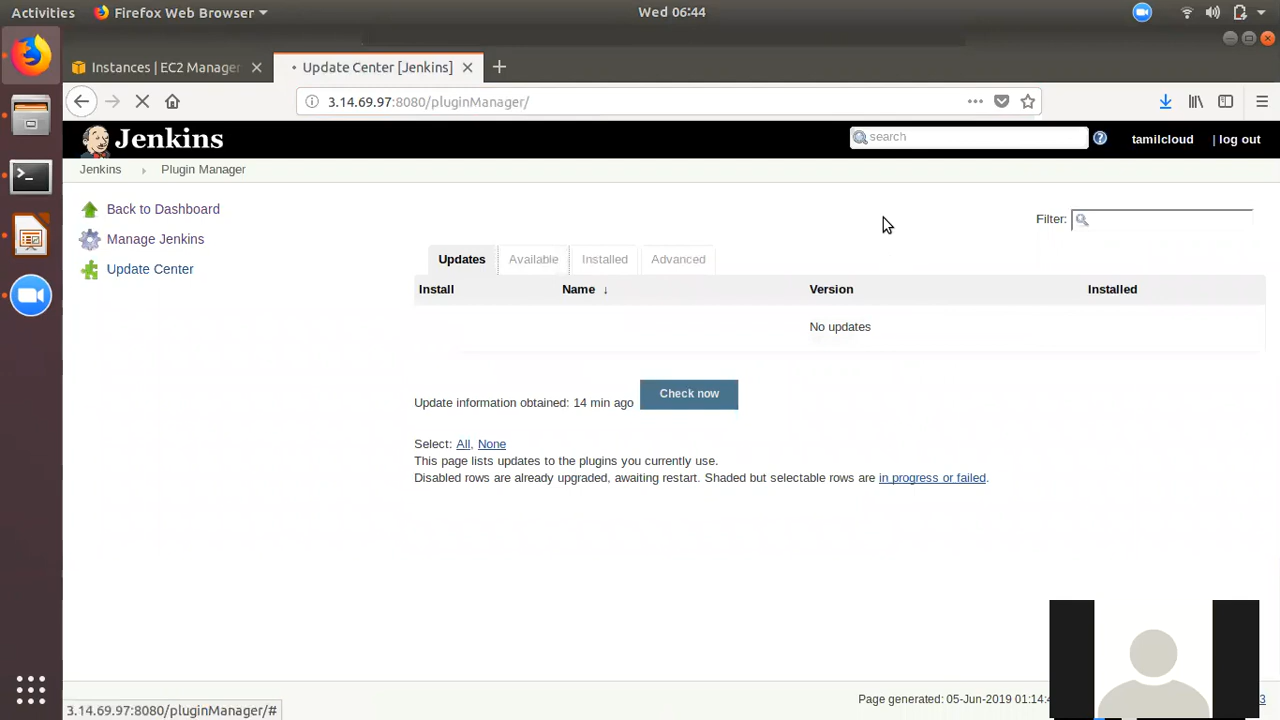 Activities Firefox Web Browser Wed 06:44
Instances | EC2 Manager Update Center [Jenkins]
3.14.69.97:8080/pluginManager/
Jenkins search tamilcloud | log out
Jenkins Plugin Manager
Back to Dashboard
Manage Jenkins
Update Center
Filter:
Updates Available Installed Advanced
Install Name ↓ Version Installed
No updates
Update information obtained: 14 min ago Check now
Select: All, None
This page lists updates to the plugins you currently use.
Disabled rows are already upgraded, awaiting restart. Shaded but selectable rows are in progress or failed.
Page generated: 05-Jun-2019 01:14:
3.14.69.97:8080/pluginManager/#